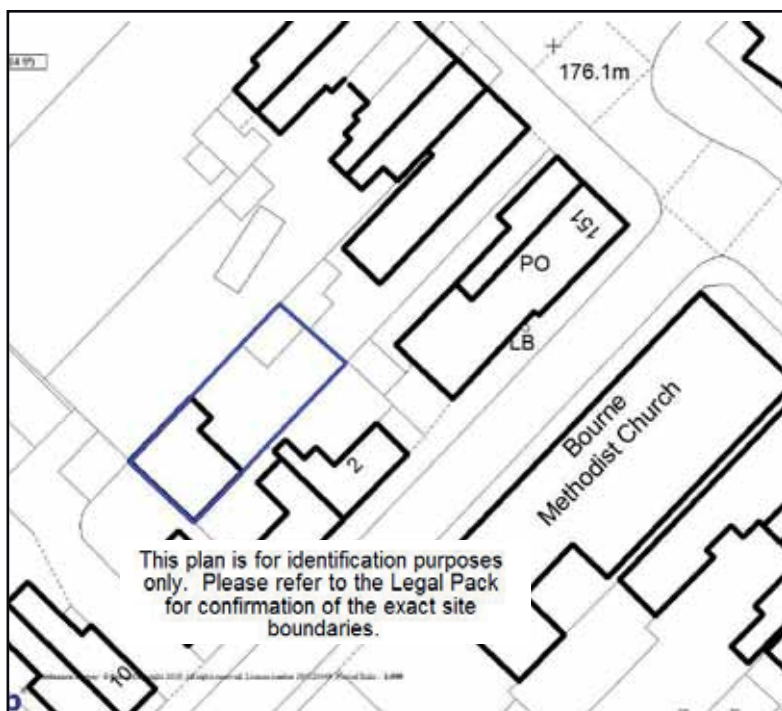 176.1m
151
PO
LB
Bourne
Methodist Church
2
This plan is for identification purposes
only. Please refer to the Legal Pack
for confirmation of the exact site
boundaries.
10